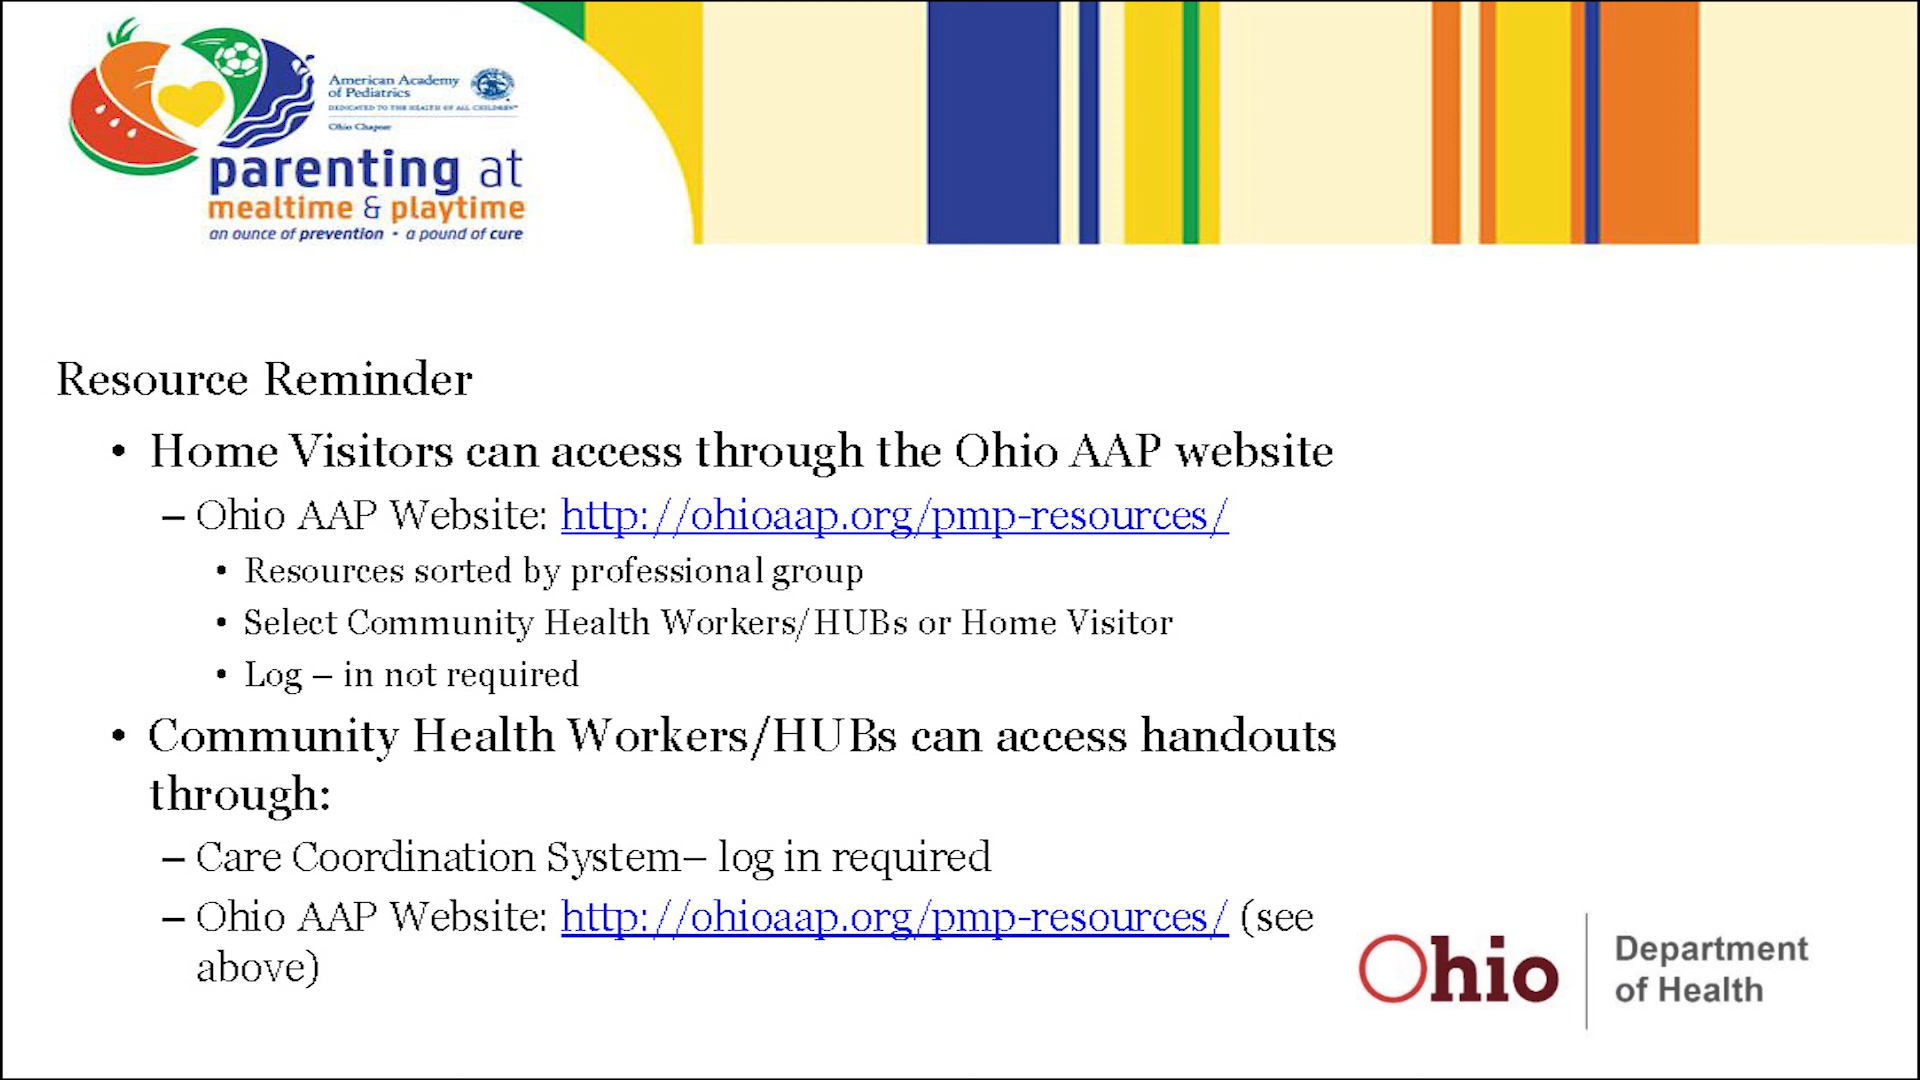 American Academy
of Pediatrics
DEDICATED TO THE HEALTH OF ALL CHILDREN™
Ohio Chapter
parenting at
mealtime & playtime
an ounce of prevention • a pound of cure
Resource Reminder
• Home Visitors can access through the Ohio AAP website
– Ohio AAP Website: http://ohioaap.org/pmp-resources/
• Resources sorted by professional group
• Select Community Health Workers/HUBs or Home Visitor
• Log – in not required
• Community Health Workers/HUBs can access handouts
through:
– Care Coordination System– log in required
– Ohio AAP Website: http://ohioaap.org/pmp-resources/ (see
above)
Ohio
Department
of Health